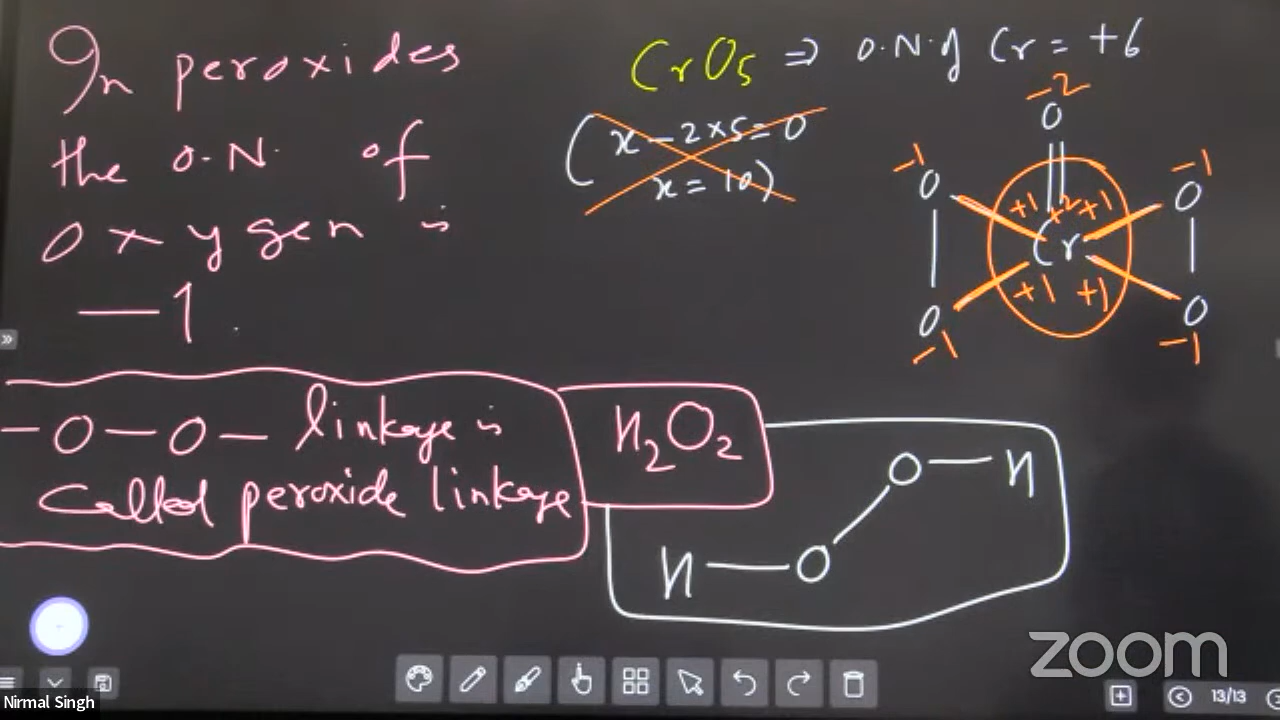 In peroxides
the O.N. of
oxygen is
—1.
CrO5 ⇒ O.N. of Cr = +6
(x – 2×5 = 0
x = 10)
-2
O
-1
O
+1 +2 +1
-1
O
Cr
O
-1
+1 +1
O
-1
–O–O– linkage is
called peroxide linkage
H2O2
O–H
H–O
zoom
13/13
Nirmal Singh